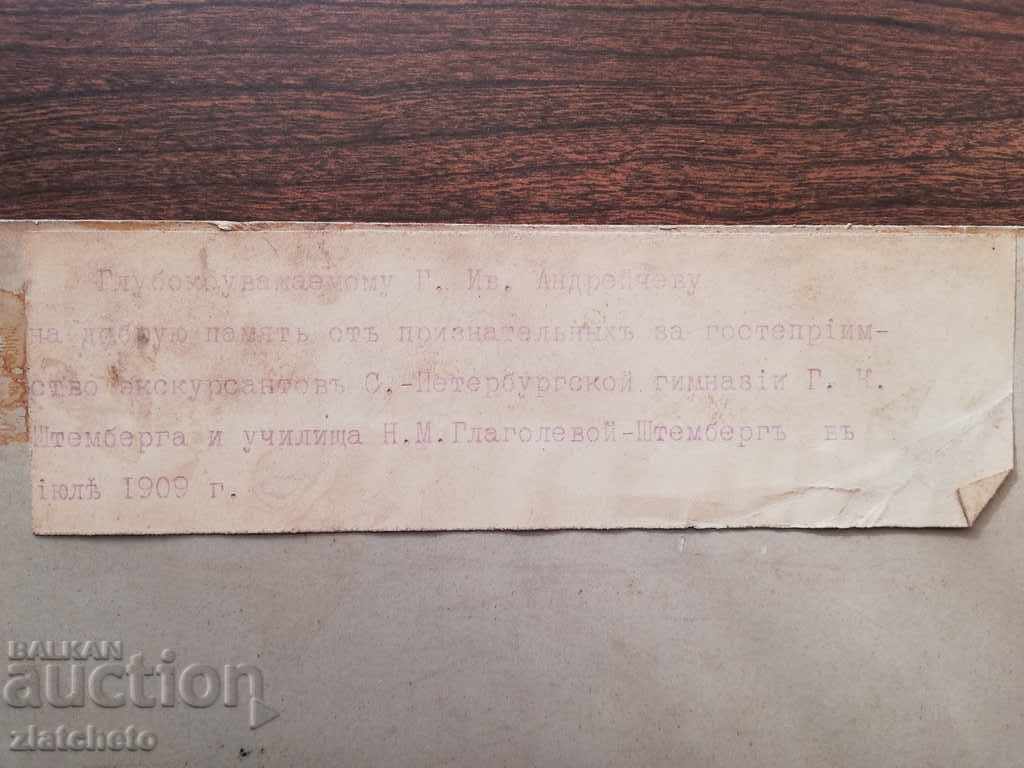 Глубокоуважаемому Г. Ив. Андрейчеву
на добрую память отъ признательныхъ за гостепріим-
ство экскурсантовъ С.-Петербургской гимназіи Г. К.
Штемберга и училища Н.М.Глаголевой-Штембергъ въ
іюлѣ 1909 г.
BALKAN
auction
zlatcheto